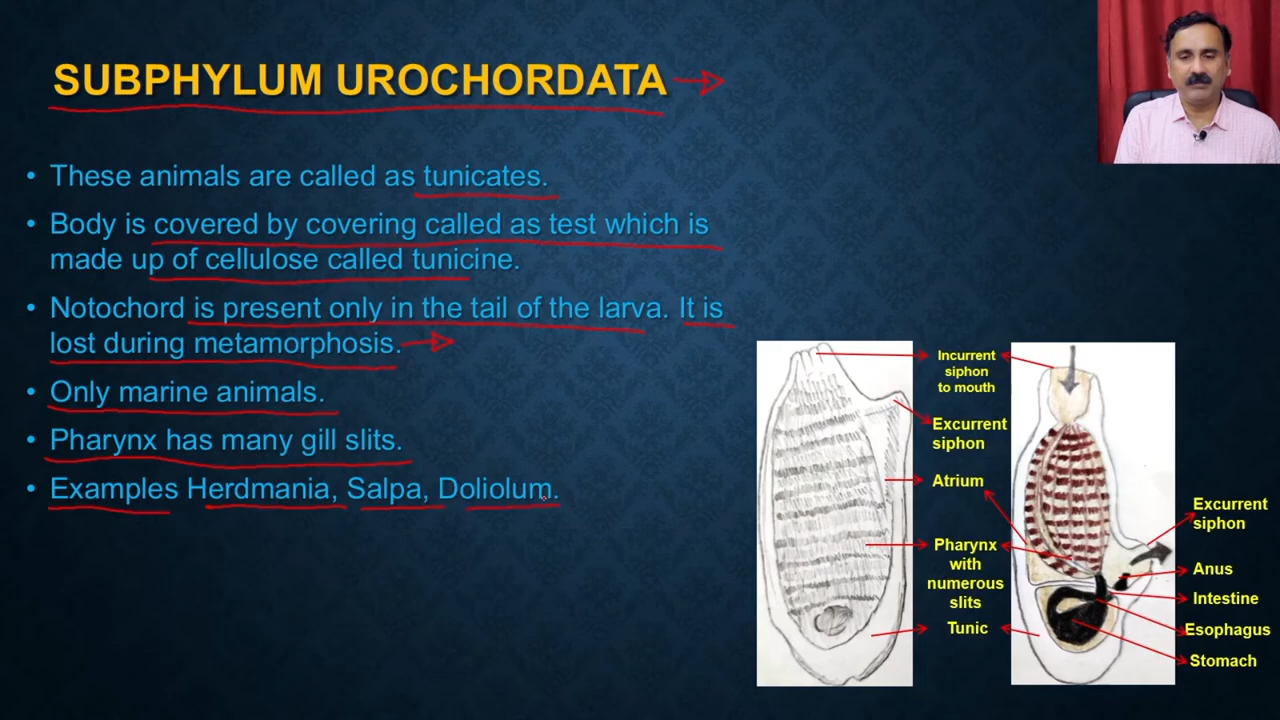 SUBPHYLUM UROCHORDATA
• These animals are called as tunicates.
• Body is covered by covering called as test which is
made up of cellulose called tunicine.
• Notochord is present only in the tail of the larva. It is
lost during metamorphosis.
• Only marine animals.
• Pharynx has many gill slits.
• Examples Herdmania, Salpa, Doliolum.
Incurrent
siphon
to mouth
Excurrent
siphon
Atrium
Pharynx
with
numerous
slits
Tunic
Excurrent
siphon
Anus
Intestine
Esophagus
Stomach